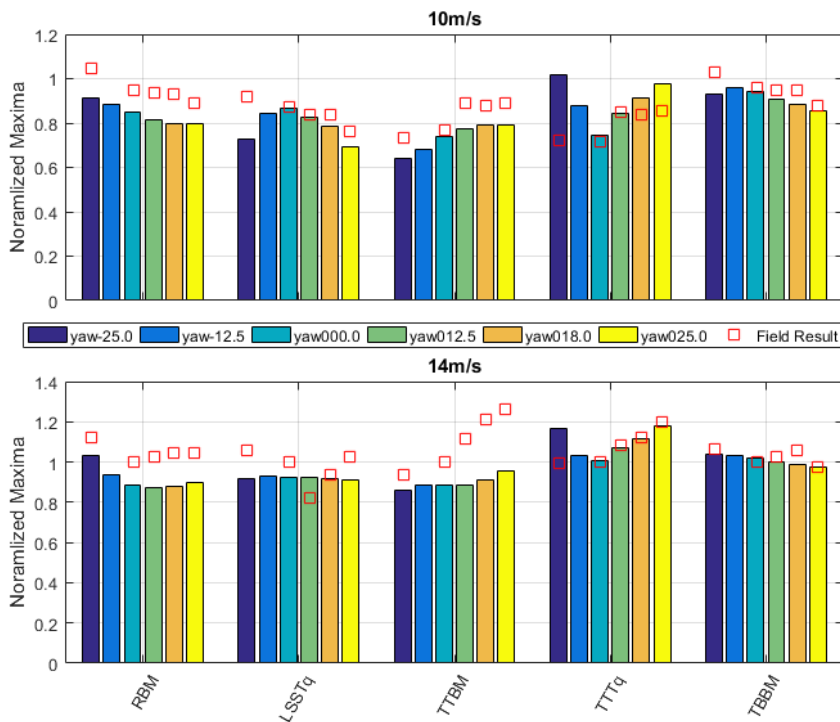 10m/s
Noramlized Maxima
1.2
1
0.8
0.6
0.4
0.2
0
yaw-25.0 yaw-12.5 yaw000.0 yaw012.5 yaw018.0 yaw025.0 Field Result
14m/s
Noramlized Maxima
1.4
1.2
1
0.8
0.6
0.4
0.2
0
RBM LSSTq TTBM TTTq TBBM